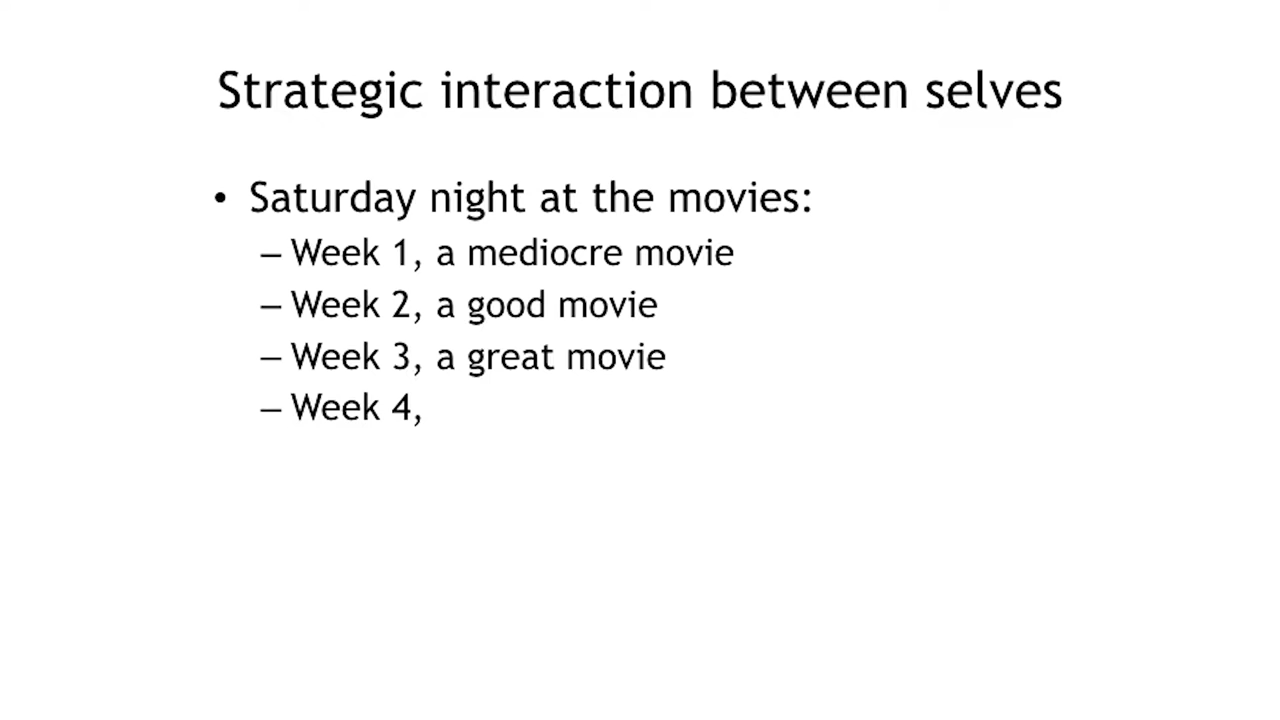 Strategic interaction between selves
• Saturday night at the movies:
– Week 1, a mediocre movie
– Week 2, a good movie
– Week 3, a great movie
– Week 4,